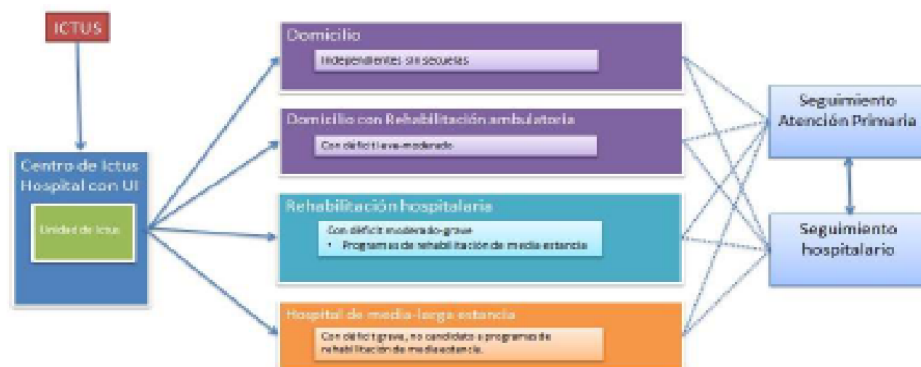 ICTUS
Centro de Ictus
Hospital con UI
Unidad de Ictus
Domicilio
Independientes sin secuelas
Domicilio con Rehabilitación ambulatoria
Con déficit leve-moderado
Rehabilitación hospitalaria
Con déficit moderado-grave
• Programas de rehabilitación de media estancia
Hospital de media-larga estancia
Con déficit grave, no candidato a programas de
rehabilitación de media estancia.
Seguimiento
Atención Primaria
Seguimiento
hospitalario